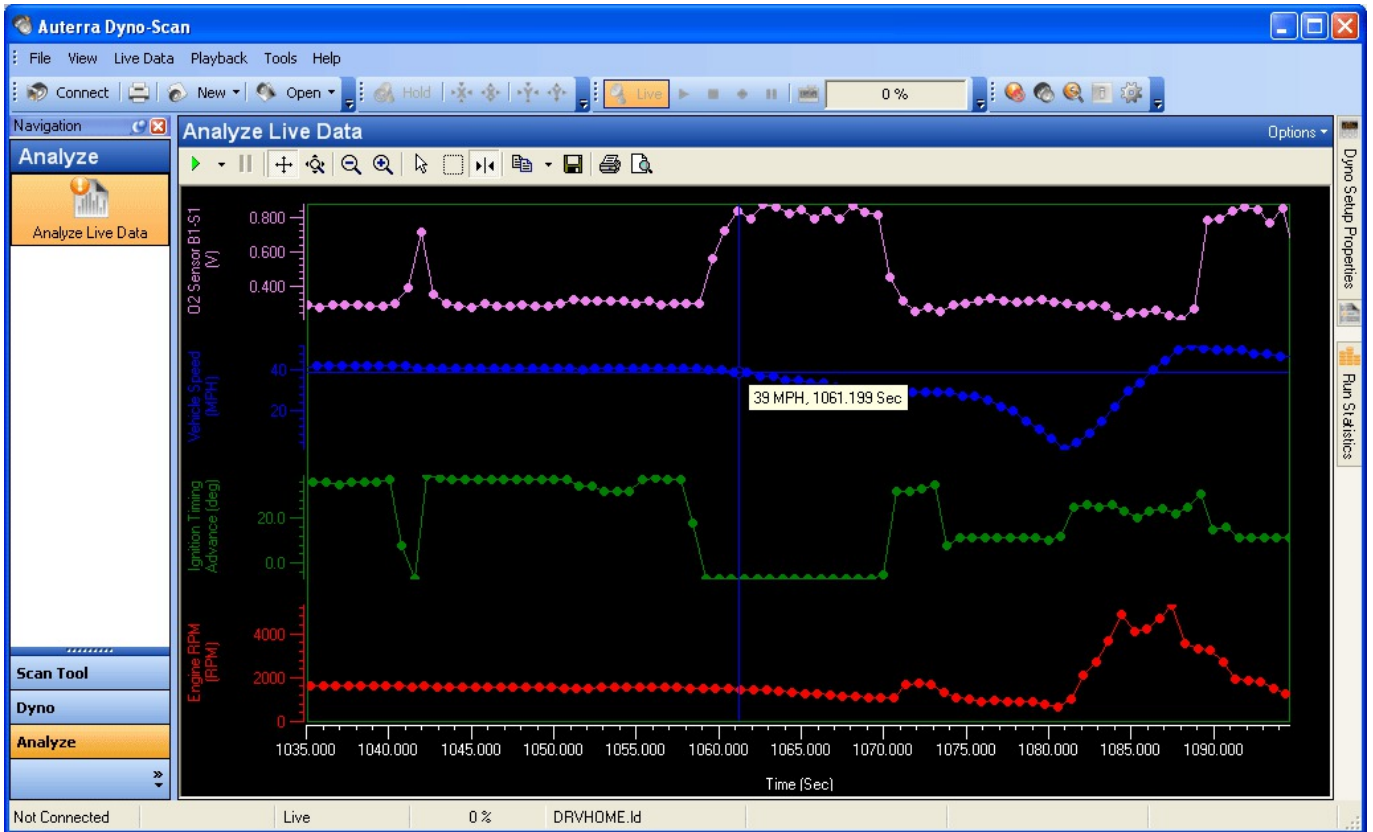 Auterra Dyno-Scan
File View Live Data Playback Tools Help
Connect New Open Hold Live 0 %
Navigation
Analyze
Analyze Live Data
Analyze Live Data Options
O2 Sensor B1-S1
(V)
0.800
0.600
0.400
Vehicle Speed
(MPH)
40
20
39 MPH, 1061.199 Sec
Ignition Timing
Advance (deg)
20.0
0.0
Engine RPM
(RPM)
4000
2000
0
1035.000 1040.000 1045.000 1050.000 1055.000 1060.000 1065.000 1070.000 1075.000 1080.000 1085.000 1090.000
Time (Sec)
Dyno Setup Properties
Run Statistics
Scan Tool
Dyno
Analyze
Not Connected Live 0 % DRVHOME.ld